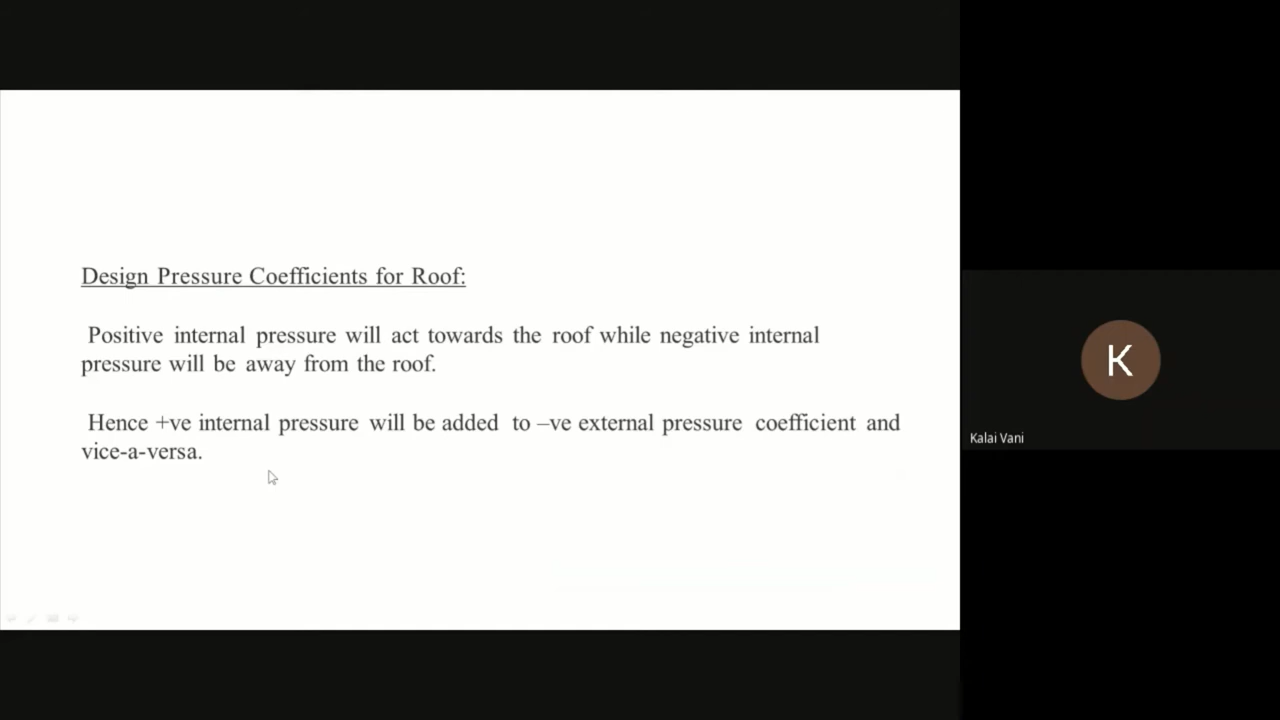 Design Pressure Coefficients for Roof:
Positive internal pressure will act towards the roof while negative internal
pressure will be away from the roof.
Hence +ve internal pressure will be added to –ve external pressure coefficient and
vice-a-versa.
K
Kalai Vani